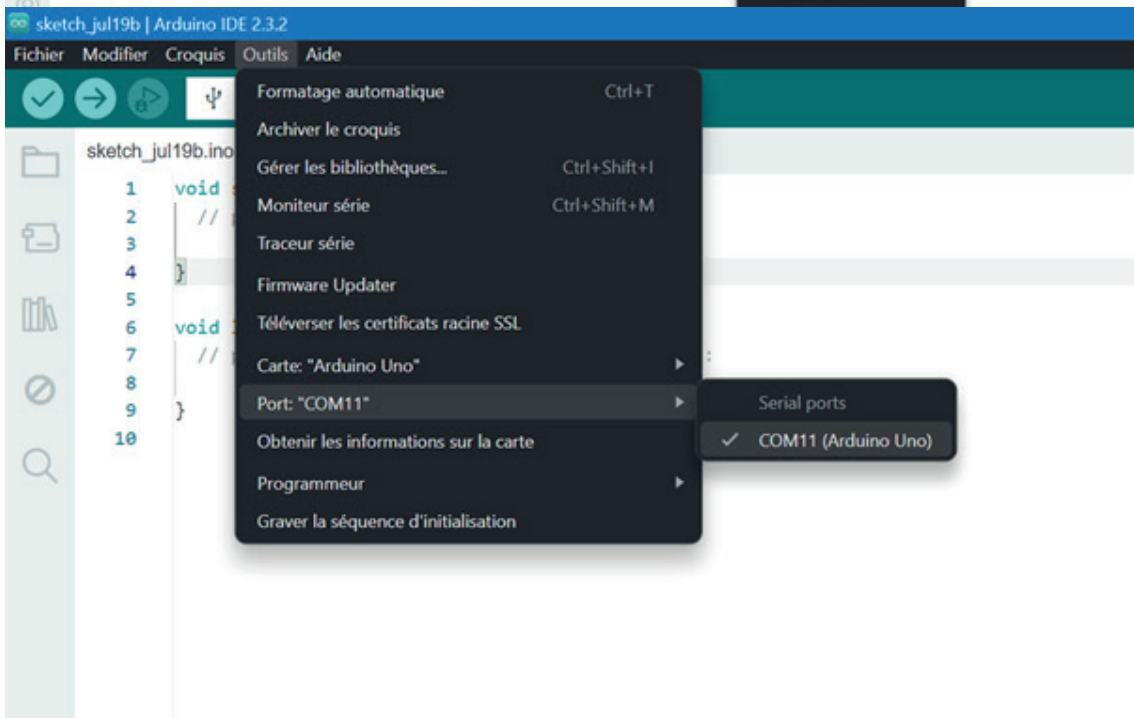 sketch_jul19b | Arduino IDE 2.3.2
Fichier Modifier Croquis Outils Aide
sketch_jul19b.ino
1 void
2 //
3
4 }
5
6 void
7 // :
8
9 }
10
Formatage automatique Ctrl+T
Archiver le croquis
Gérer les bibliothèques... Ctrl+Shift+I
Moniteur série Ctrl+Shift+M
Traceur série
Firmware Updater
Téléverser les certificats racine SSL
Carte: "Arduino Uno"
Port: "COM11"
Obtenir les informations sur la carte
Programmeur
Graver la séquence d'initialisation
Serial ports
COM11 (Arduino Uno)